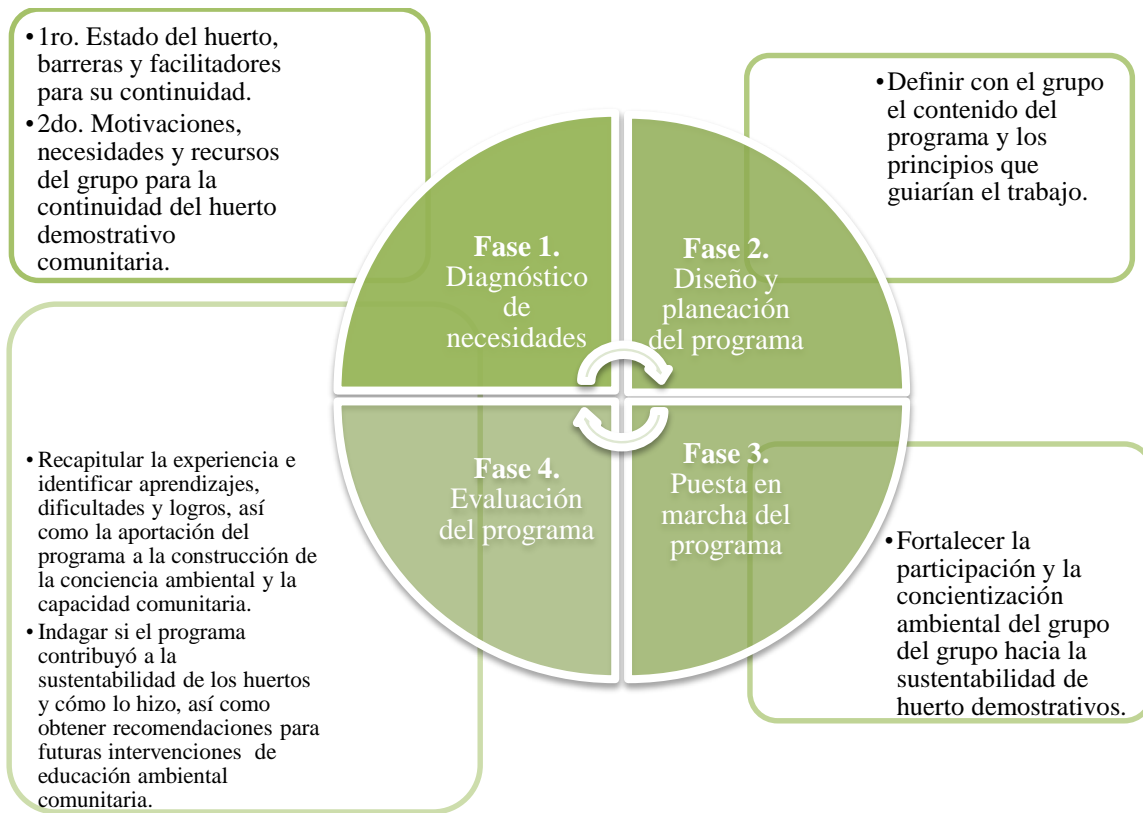 •1ro. Estado del huerto,
barreras y facilitadores
para su continuidad.
•2do. Motivaciones,
necesidades y recursos
del grupo para la
continuidad del huerto
demostrativo
comunitaria.
•Definir con el grupo
el contenido del
programa y los
principios que
guiarían el trabajo.
Fase 1.
Diagnóstico
de
necesidades
Fase 2.
Diseño y
planeación
del programa
Fase 3.
Puesta en
marcha del
programa
Fase 4.
Evaluación
del programa
•Fortalecer la
participación y la
concientización
ambiental del grupo
del grupo hacia la
sustentabilidad de
huerto demostrativos.
•Recapitular la experiencia e
identificar aprendizajes,
dificultades y logros, así
como la aportación del
programa a la construcción de
la conciencia ambiental y la
capacidad comunitaria.
•Indagar si el programa
contribuyó a la
sustentabilidad de los huertos
y cómo lo hizo, así como
obtener recomendaciones para
futuras intervenciones de
educación ambiental
comunitaria.